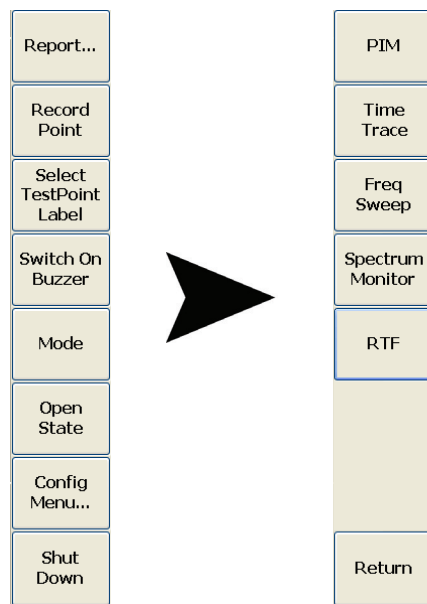 Report...
Record
Point
Select
TestPoint
Label
Switch On
Buzzer
Mode
Open
State
Config
Menu...
Shut
Down
PIM
Time
Trace
Freq
Sweep
Spectrum
Monitor
RTF
Return